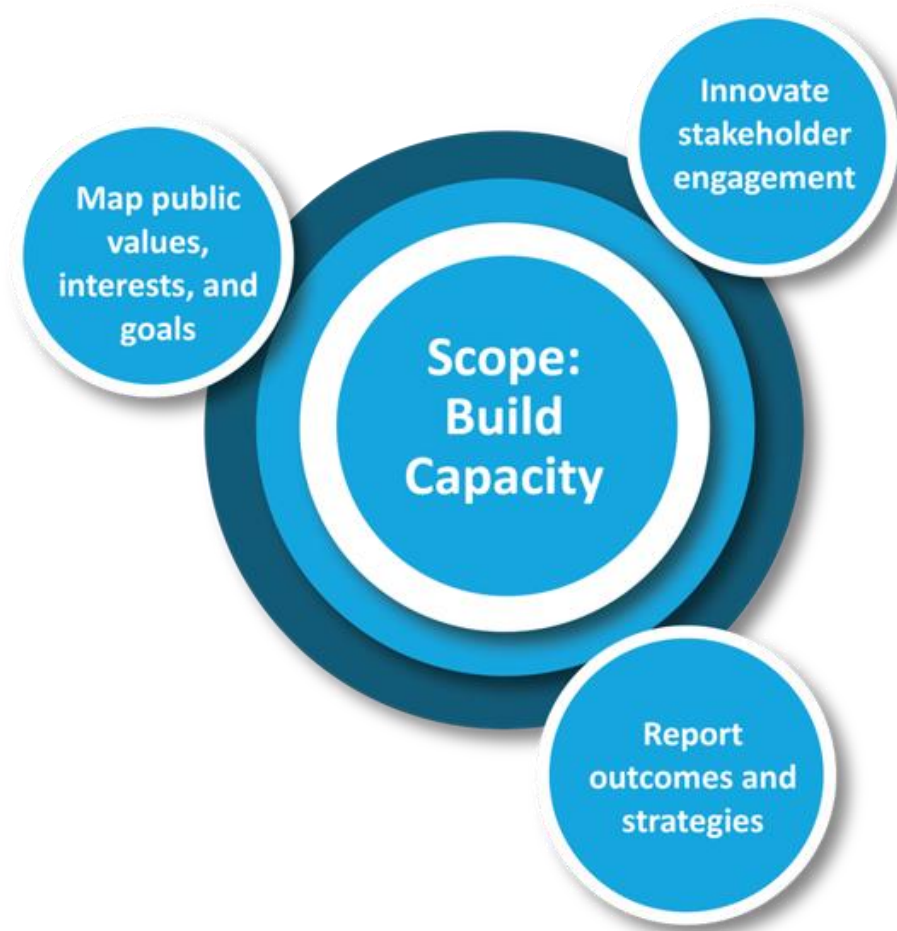 Innovate
stakeholder
engagement
Map public
values,
interests, and
goals
Scope:
Build
Capacity
Report
outcomes and
strategies